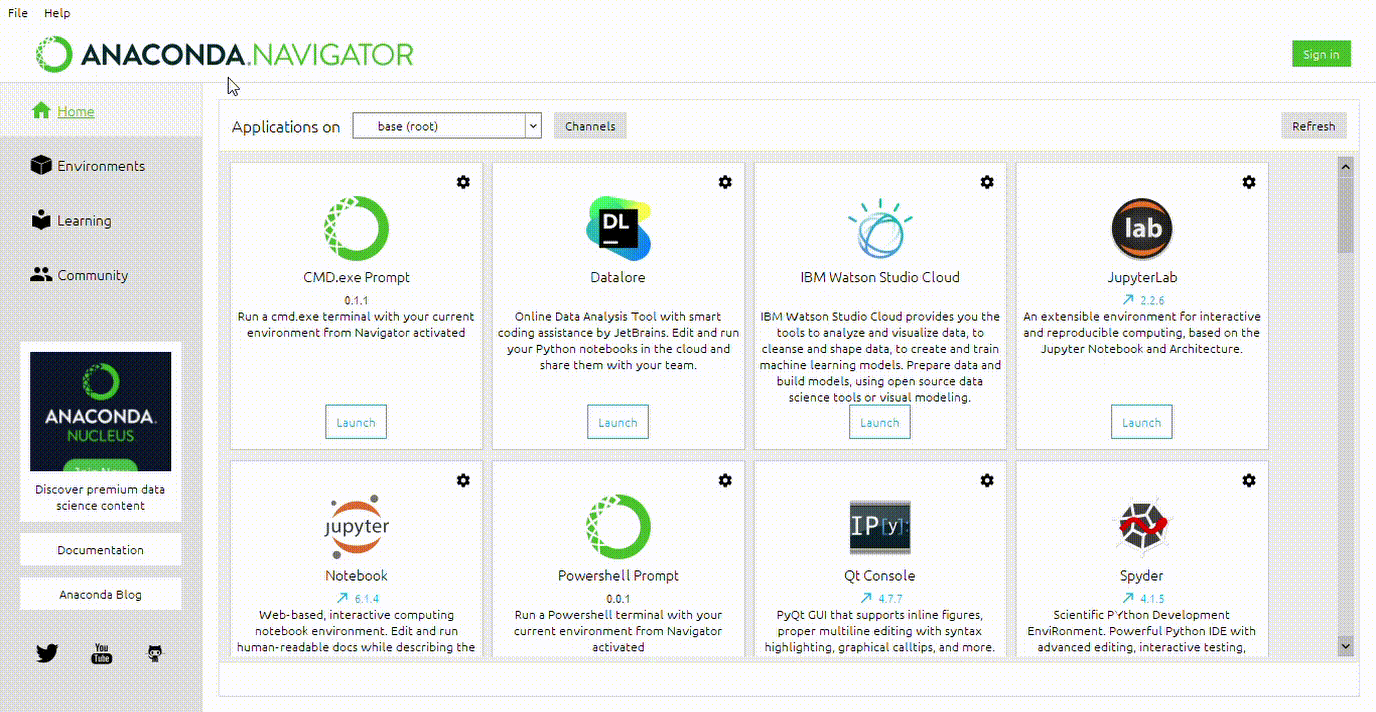 File Help
ANACONDA.NAVIGATOR
Sign in
Home
Environments
Learning
Community
ANACONDA.
NUCLEUS
Join Now
Discover premium data
science content
Documentation
Anaconda Blog
You
Tube
Applications on base (root) Channels Refresh
CMD.exe Prompt
0.1.1
Run a cmd.exe terminal with your current
environment from Navigator activated
Launch
DL
Datalore
Online Data Analysis Tool with smart
coding assistance by JetBrains. Edit and run
your Python notebooks in the cloud and
share them with your team.
Launch
IBM Watson Studio Cloud
IBM Watson Studio Cloud provides you the
tools to analyze and visualize data, to
cleanse and shape data, to create and train
machine learning models. Prepare data and
build models, using open source data
science tools or visual modeling.
Launch
lab
JupyterLab
2.2.6
An extensible environment for interactive
and reproducible computing, based on the
Jupyter Notebook and Architecture.
Launch
jupyter
Notebook
6.1.4
Web-based, interactive computing
notebook environment. Edit and run
human-readable docs while describing the
Powershell Prompt
0.0.1
Run a Powershell terminal with your
current environment from Navigator
activated
IP[y]:
Qt Console
4.7.7
PyQt GUI that supports inline figures,
proper multiline editing with syntax
highlighting, graphical calltips, and more.
Spyder
4.1.5
Scientific PYthon Development
EnviRonment. Powerful Python IDE with
advanced editing, interactive testing,